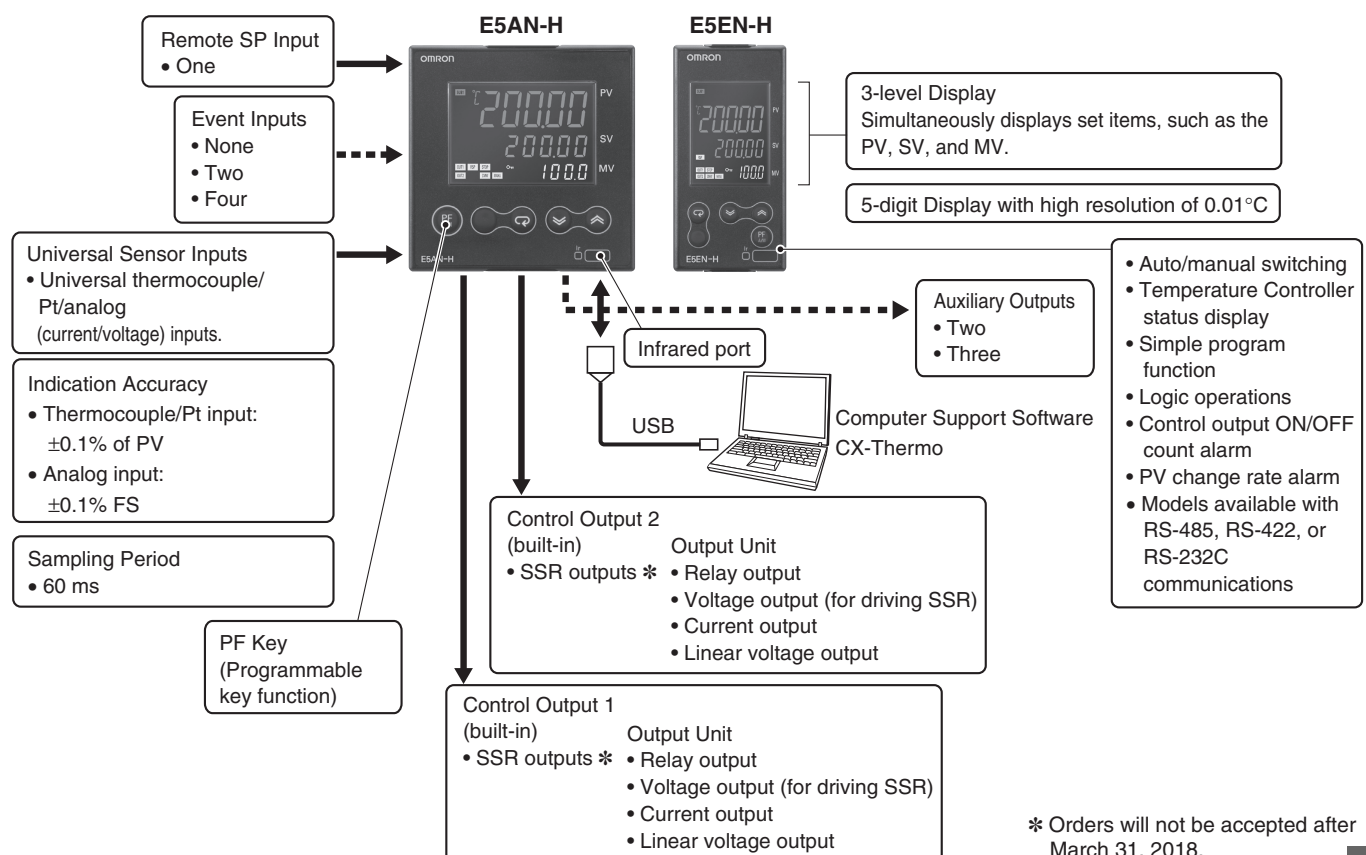 E5AN-H
E5EN-H
Remote SP Input
• One
Event Inputs
• None
• Two
• Four
Universal Sensor Inputs
• Universal thermocouple/
Pt/analog
(current/voltage) inputs.
Indication Accuracy
• Thermocouple/Pt input:
±0.1% of PV
• Analog input:
±0.1% FS
Sampling Period
• 60 ms
PF Key
(Programmable
key function)
OMRON
°C 200.00 PV
200.00 SV
100.0 MV
PF
E5AN-H
Ir
OMRON
°C 200.00 PV
200.00 SV
100.0 MV
PF
E5EN-H
Ir
3-level Display
Simultaneously displays set items, such as the
PV, SV, and MV.
5-digit Display with high resolution of 0.01°C
• Auto/manual switching
• Temperature Controller
status display
• Simple program
function
• Logic operations
• Control output ON/OFF
count alarm
• PV change rate alarm
• Models available with
RS-485, RS-422, or
RS-232C
communications
Auxiliary Outputs
• Two
• Three
Infrared port
USB
Computer Support Software
CX-Thermo
Control Output 2
(built-in)
• SSR outputs ✻
Output Unit
• Relay output
• Voltage output (for driving SSR)
• Current output
• Linear voltage output
Control Output 1
(built-in)
• SSR outputs ✻
Output Unit
• Relay output
• Voltage output (for driving SSR)
• Current output
• Linear voltage output
✻ Orders will not be accepted after
March 31, 2018.